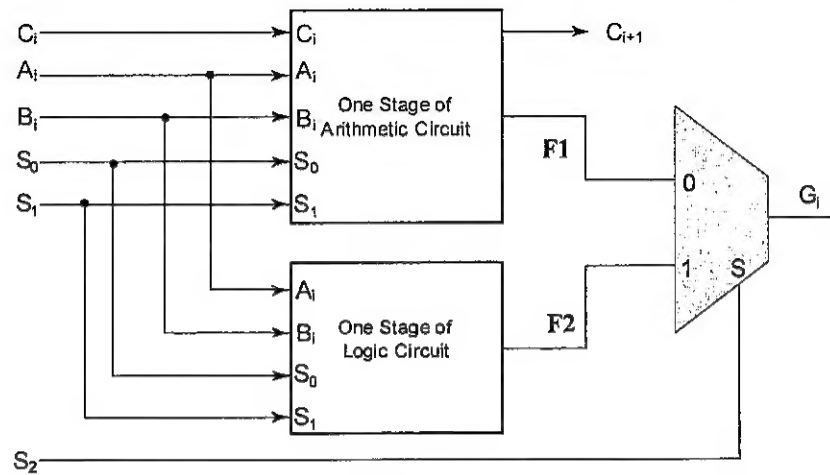 Cᵢ
Aᵢ
Bᵢ
S₀
S₁
S₂
Cᵢ
Aᵢ
Bᵢ
S₀
S₁
One Stage of
Arithmetic Circuit
Cᵢ₊₁
F1
Aᵢ
Bᵢ
S₀
S₁
One Stage of
Logic Circuit
F2
0
1
S
Gᵢ